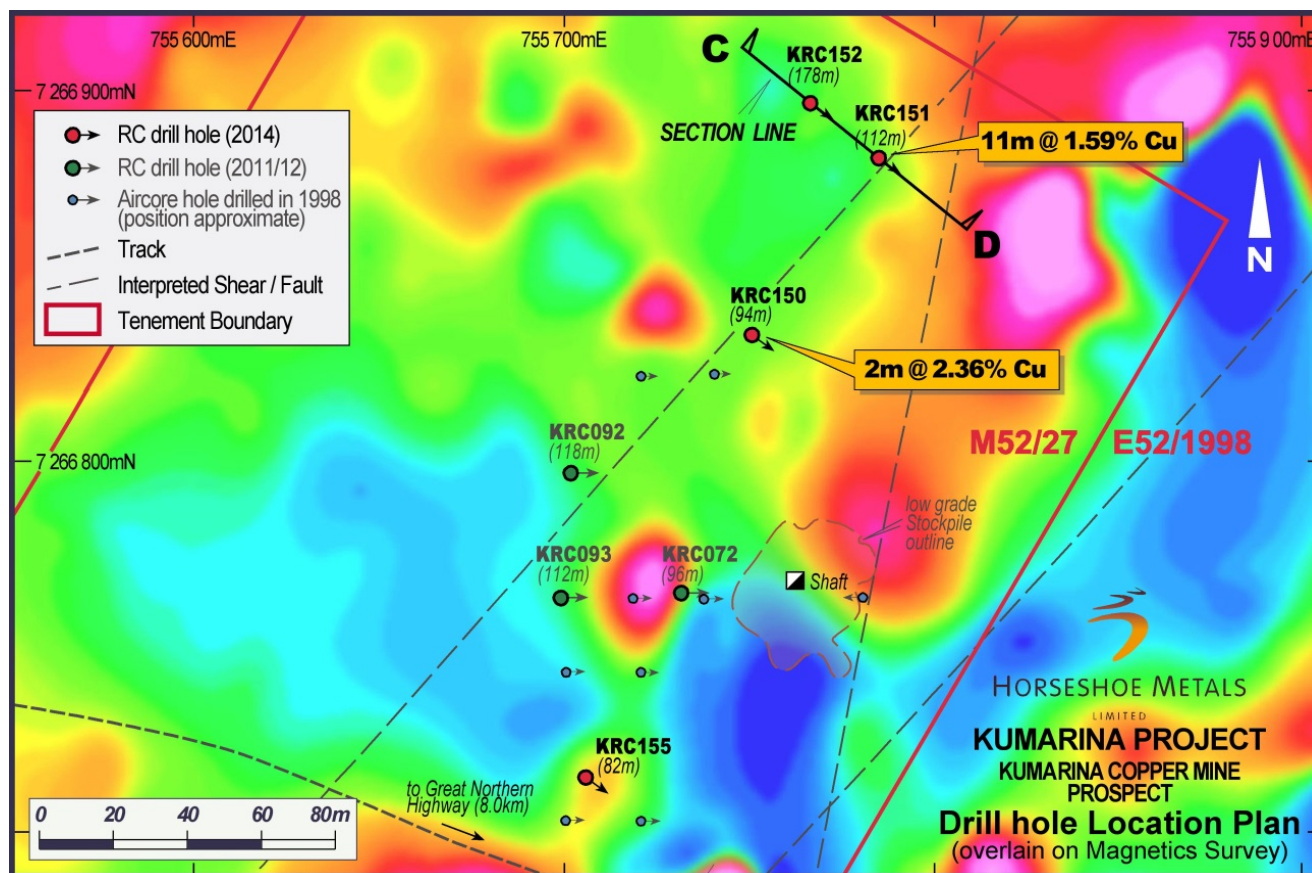 755 600mE
755 700mE
755 900mE
7 266 900mN
7 266 800mN
RC drill hole (2014)
RC drill hole (2011/12)
Aircore hole drilled in 1998
(position approximate)
Track
Interpreted Shear / Fault
Tenement Boundary
C
KRC152
(178m)
SECTION LINE
KRC151
(112m)
11m @ 1.59% Cu
D
N
KRC150
(94m)
2m @ 2.36% Cu
KRC092
(118m)
M52/27
E52/1998
low grade
Stockpile
outline
KRC093
(112m)
KRC072
(96m)
Shaft
KRC155
(82m)
to Great Northern
Highway (8.0km)
0 20 40 60 80m
HORSESHOE METALS
LIMITED
KUMARINA PROJECT
KUMARINA COPPER MINE
PROSPECT
Drill hole Location Plan
(overlain on Magnetics Survey)